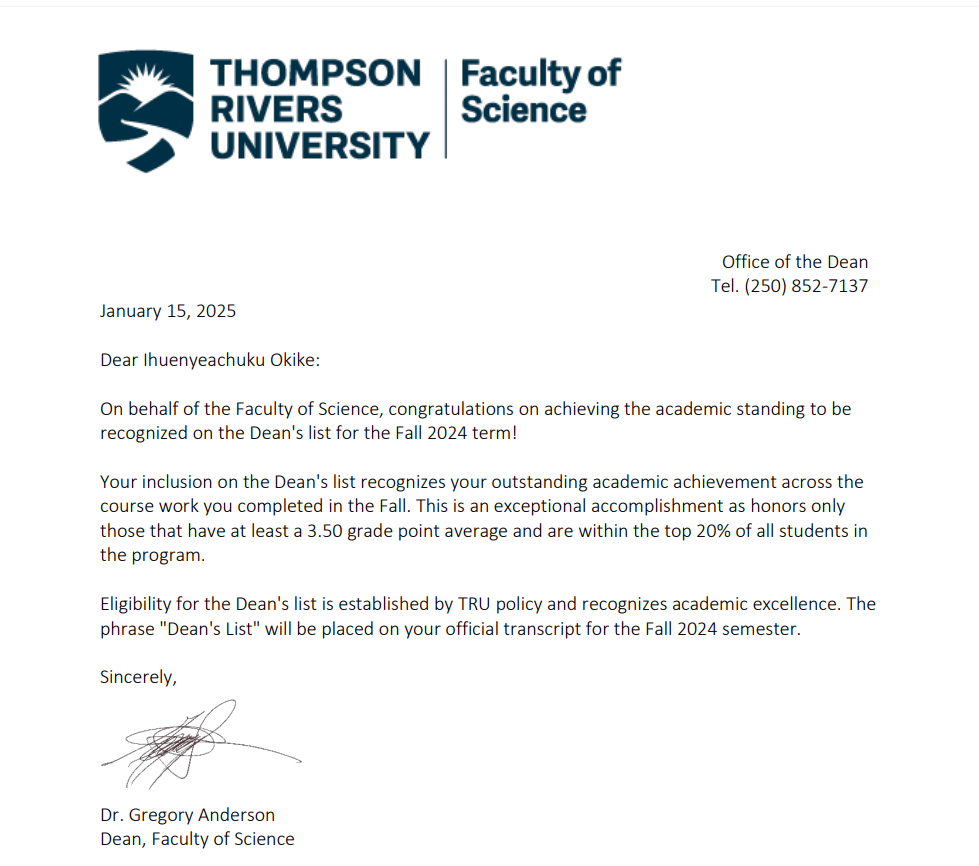 THOMPSON
RIVERS
UNIVERSITY
Faculty of
Science
Office of the Dean
Tel. (250) 852-7137
January 15, 2025
Dear Ihuenyeachuku Okike:
On behalf of the Faculty of Science, congratulations on achieving the academic standing to be
recognized on the Dean's list for the Fall 2024 term!
Your inclusion on the Dean's list recognizes your outstanding academic achievement across the
course work you completed in the Fall. This is an exceptional accomplishment as honors only
those that have at least a 3.50 grade point average and are within the top 20% of all students in
the program.
Eligibility for the Dean's list is established by TRU policy and recognizes academic excellence. The
phrase "Dean's List" will be placed on your official transcript for the Fall 2024 semester.
Sincerely,
Dr. Gregory Anderson
Dean, Faculty of Science